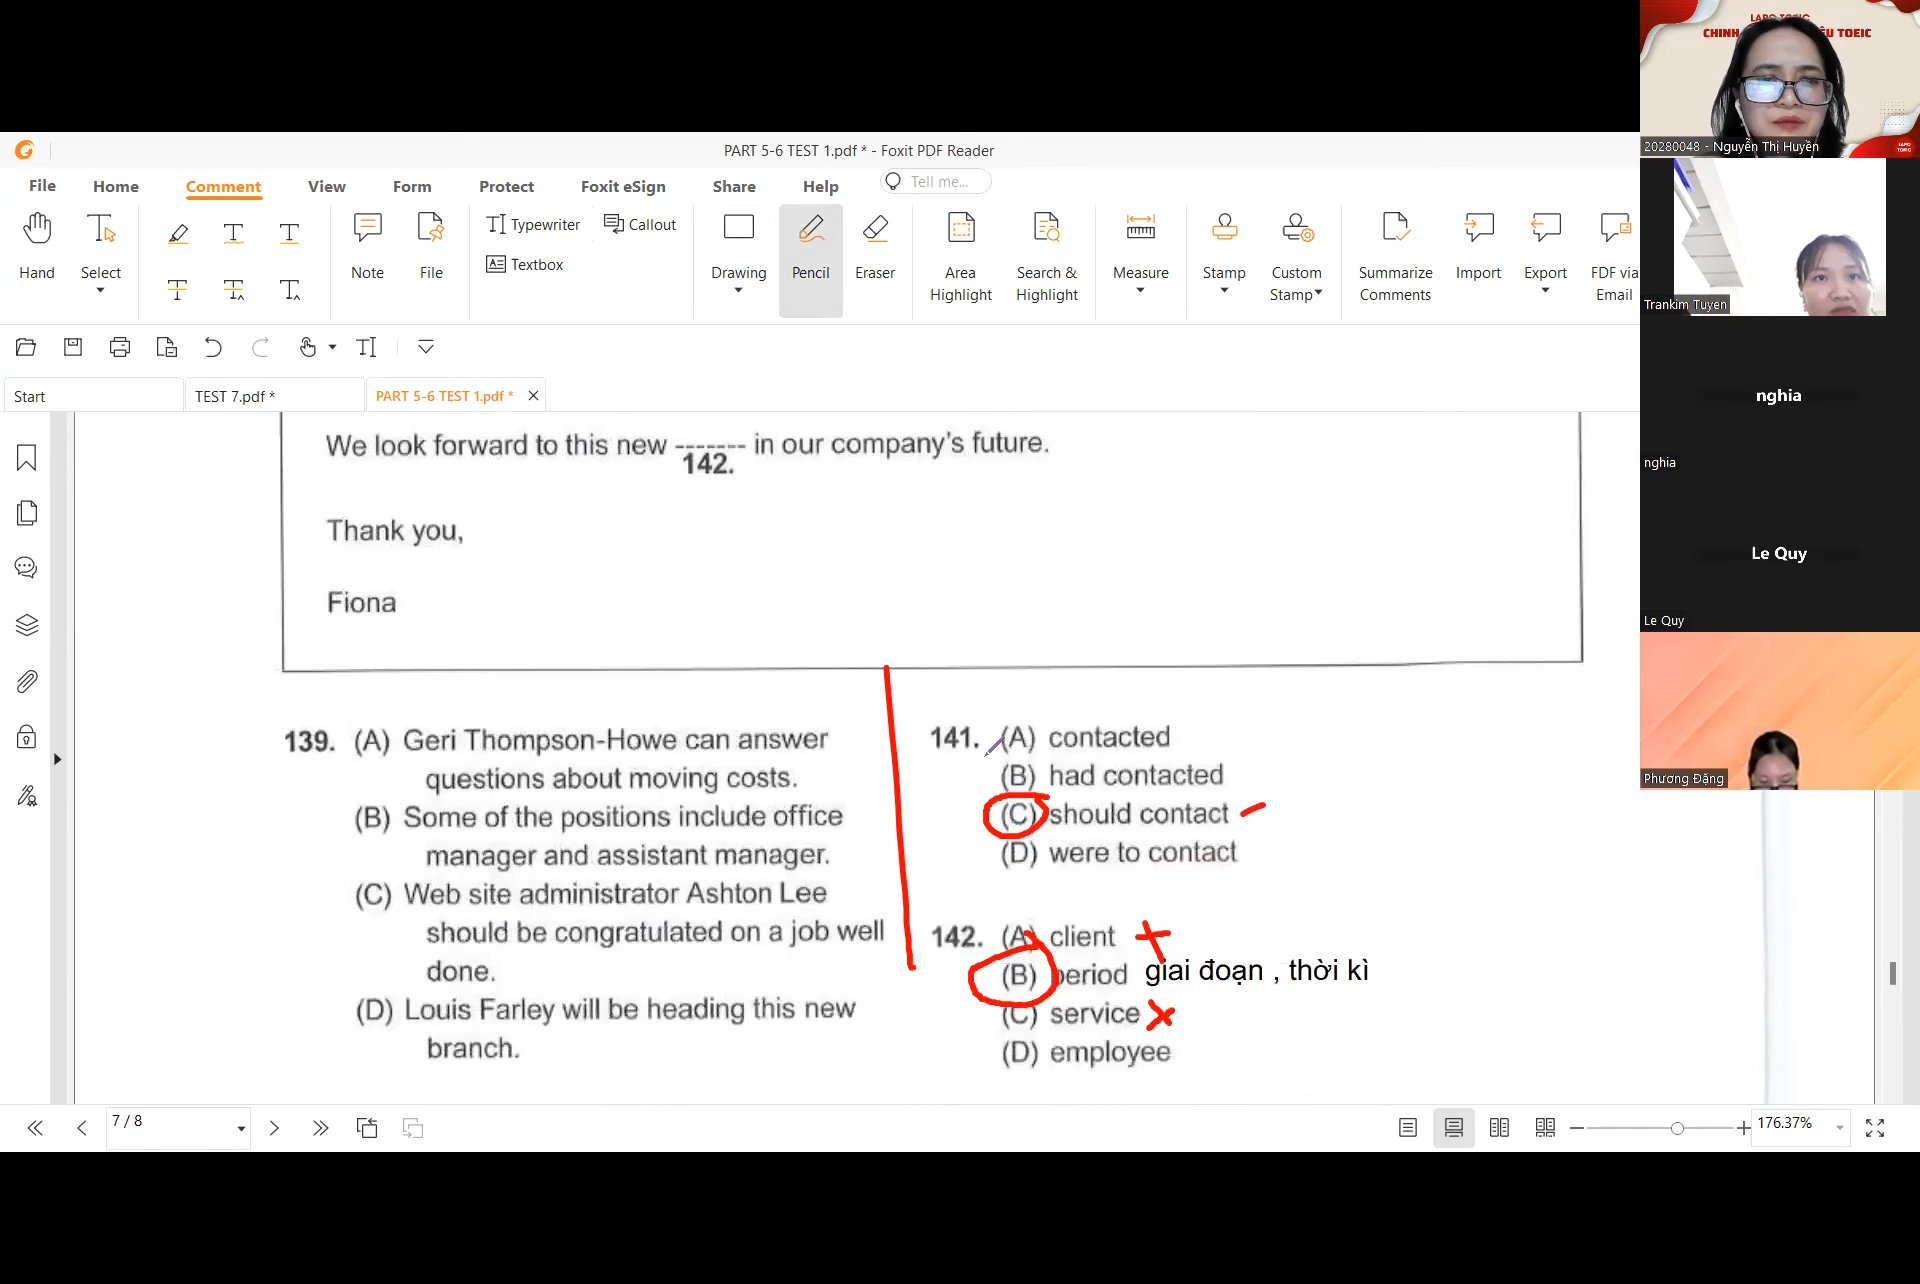 LAPO TOEIC
CHINH
U TOEIC
20280048 - Nguyễn Thị Huyền
Trankim Tuyen
nghia
nghia
Le Quy
Le Quy
Phương Đặng
PART 5-6 TEST 1.pdf * - Foxit PDF Reader
File Home Comment View Form Protect Foxit eSign Share Help Tell me...
Hand
Select
Note
File
Typewriter
Textbox
Callout
Drawing
Pencil
Eraser
Area Highlight
Search & Highlight
Measure
Stamp
Custom Stamp
Summarize Comments
Import
Export
FDF via Email
Start
TEST 7.pdf *
PART 5-6 TEST 1.pdf *
We look forward to this new ------- in our company's future.
142.
Thank you,
Fiona
139. (A) Geri Thompson-Howe can answer
questions about moving costs.
(B) Some of the positions include office
manager and assistant manager.
(C) Web site administrator Ashton Lee
should be congratulated on a job well
done.
(D) Louis Farley will be heading this new
branch.
141. (A) contacted
(B) had contacted
(C) should contact
(D) were to contact
142. (A) client
(B) period giai đoạn , thời kì
(C) service
(D) employee
7 / 8
176.37%